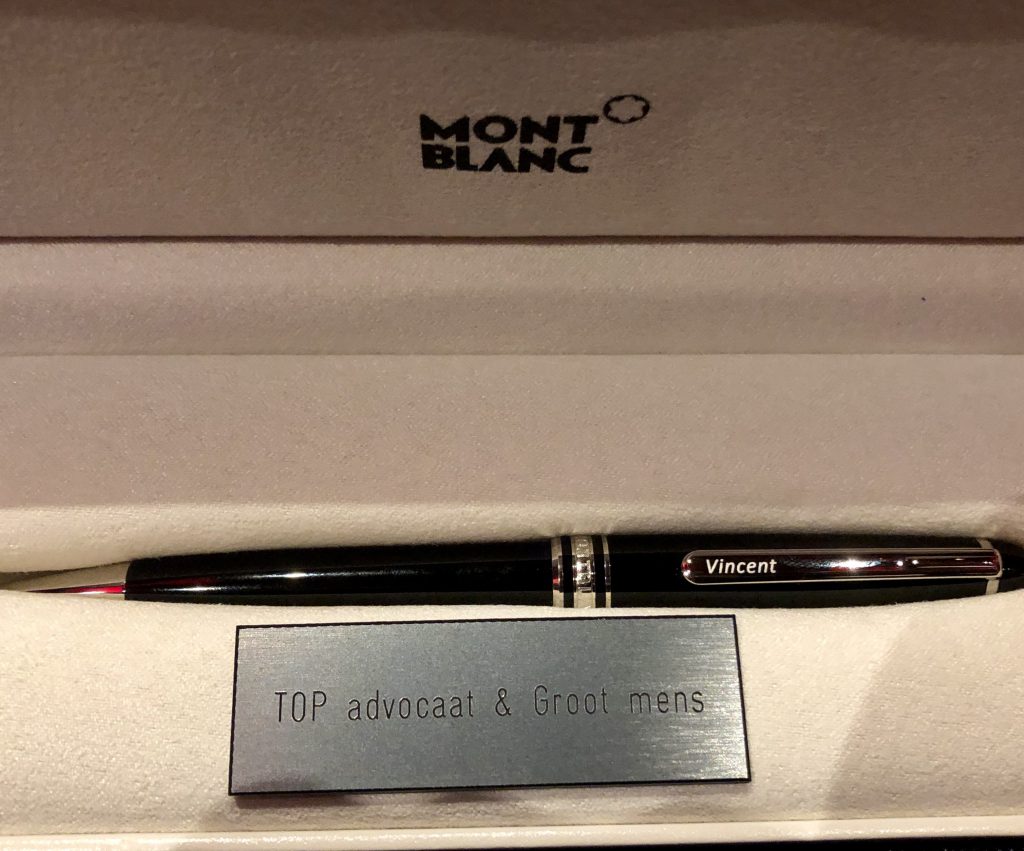 MONT
BLANC
Vincent
TOP advocaat & Groot mens